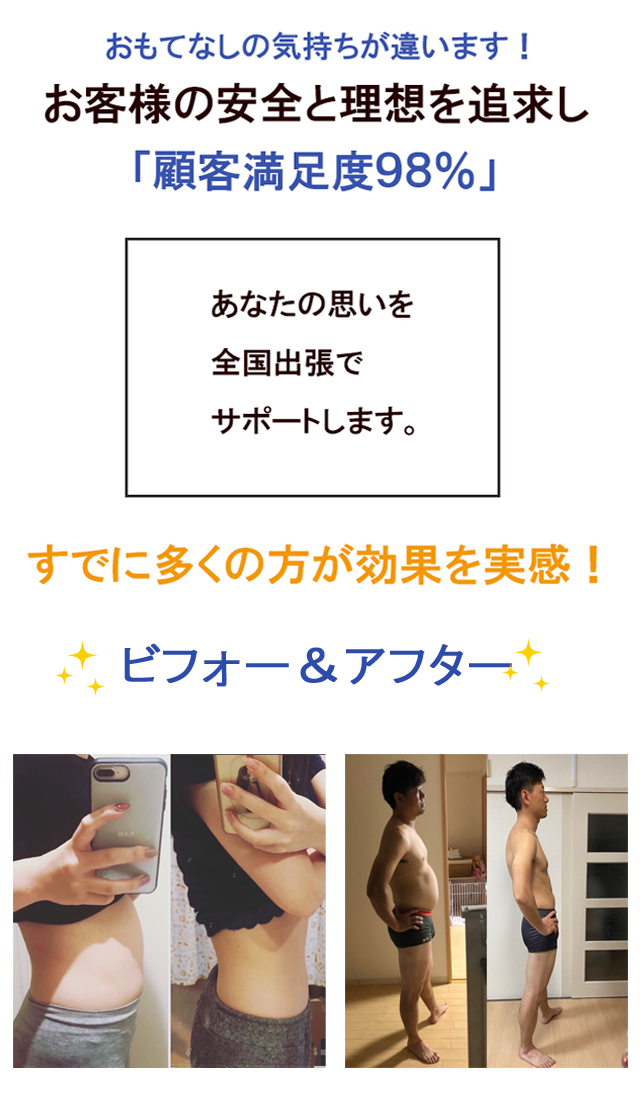 おもてなしの気持ちが違います！
お客様の安全と理想を追求し
「顧客満足度98％」
あなたの思いを
全国出張で
サポートします。
すでに多くの方が効果を実感！
ビフォー＆アフター